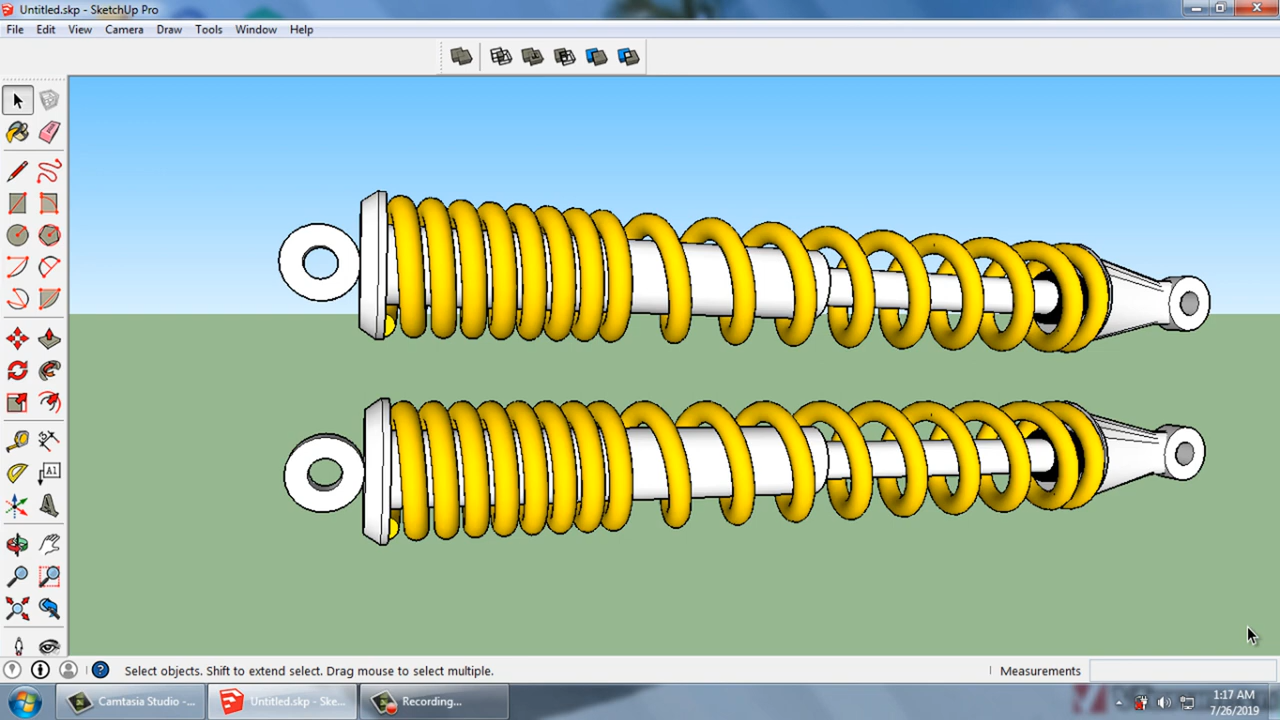 Untitled.skp - SketchUp Pro
File Edit View Camera Draw Tools Window Help
A1
Select objects. Shift to extend select. Drag mouse to select multiple.
Measurements
Camtasia Studio -...
Untitled.skp - Ske...
Recording...
1:17 AM
7/26/2019